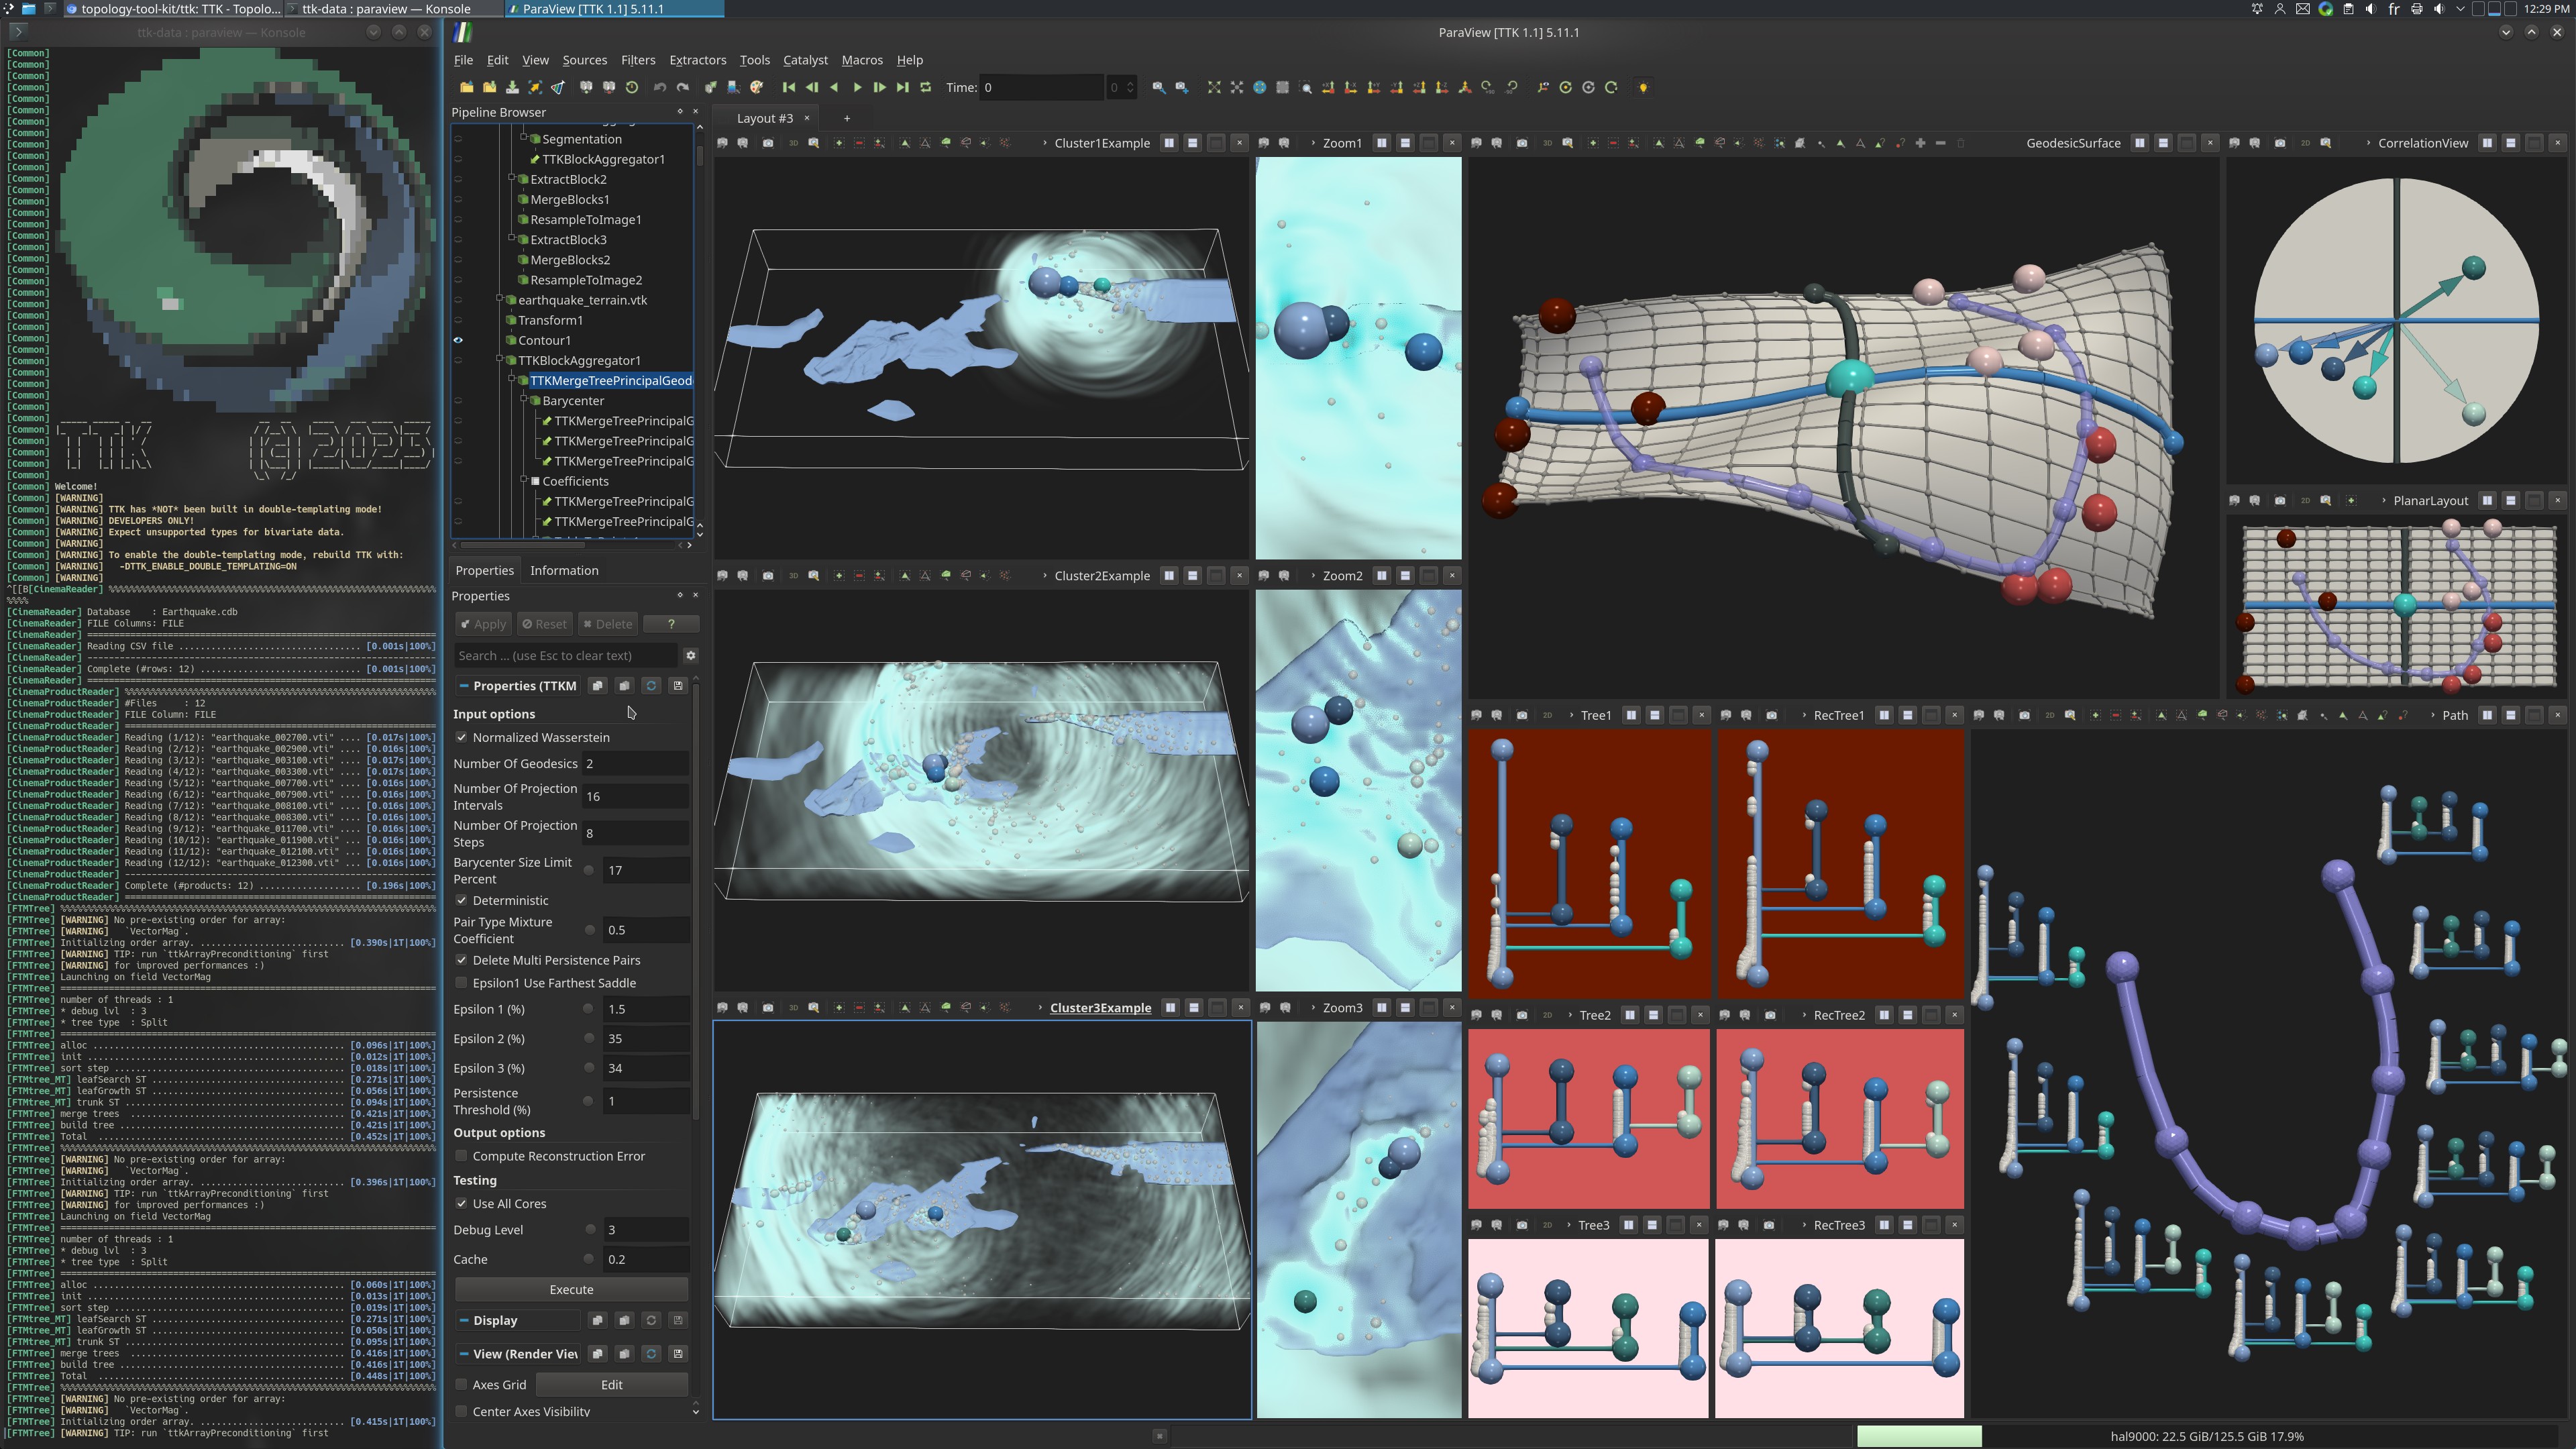 topology-tool-kit/ttk: TTK - Topolo...
ttk-data : paraview — Konsole
ParaView [TTK 1.1] 5.11.1
fr
12:29 PM
ttk-data : paraview — Konsole
[Common]
[Common] Welcome!
[Common] [WARNING]
[Common] [WARNING] TTK has *NOT* been built in double-templating mode!
[Common] [WARNING] DEVELOPERS ONLY!
[Common] [WARNING] Expect unsupported types for bivariate data.
[Common] [WARNING]
[Common] [WARNING] To enable the double-templating mode, rebuild TTK with:
[Common] [WARNING] -DTTK_ENABLE_DOUBLE_TEMPLATING=ON
[Common] [WARNING]
[CinemaReader] Database : Earthquake.cdb
[CinemaReader] FILE Columns: FILE
[CinemaReader] Reading CSV file [0.001s|100%]
[CinemaReader] Complete (#rows: 12) [0.001s|100%]
[CinemaProductReader] #Files : 12
[CinemaProductReader] FILE Column: FILE
[CinemaProductReader] Reading (1/12): "earthquake_002700.vti" .... [0.017s|100%]
[CinemaProductReader] Reading (2/12): "earthquake_002900.vti" .... [0.016s|100%]
[CinemaProductReader] Reading (3/12): "earthquake_003100.vti" .... [0.017s|100%]
[CinemaProductReader] Reading (4/12): "earthquake_003300.vti" .... [0.017s|100%]
[CinemaProductReader] Reading (5/12): "earthquake_007700.vti" .... [0.016s|100%]
[CinemaProductReader] Reading (6/12): "earthquake_007900.vti" .... [0.016s|100%]
[CinemaProductReader] Reading (7/12): "earthquake_008100.vti" .... [0.016s|100%]
[CinemaProductReader] Reading (8/12): "earthquake_008300.vti" .... [0.016s|100%]
[CinemaProductReader] Reading (9/12): "earthquake_011700.vti" .... [0.016s|100%]
[CinemaProductReader] Reading (10/12): "earthquake_011900.vti" ... [0.016s|100%]
[CinemaProductReader] Reading (11/12): "earthquake_012100.vti" ... [0.016s|100%]
[CinemaProductReader] Reading (12/12): "earthquake_012300.vti" ... [0.016s|100%]
[CinemaProductReader] Complete (#products: 12) [0.196s|100%]
[FTMTree] [WARNING] No pre-existing order for array:
[FTMTree] [WARNING] `VectorMag`.
[FTMTree] Initializing order array. [0.390s|1T|100%]
[FTMTree] [WARNING] TIP: run `ttkArrayPreconditioning` first
[FTMTree] [WARNING] for improved performances :)
[FTMTree] Launching on field VectorMag
[FTMTree] number of threads : 1
[FTMTree] * debug lvl : 3
[FTMTree] * tree type : Split
[FTMTree] alloc [0.096s|1T|100%]
[FTMTree] init [0.012s|1T|100%]
[FTMTree] sort step [0.018s|1T|100%]
[FTMtree_MT] leafSearch ST [0.271s|1T|100%]
[FTMtree_MT] leafGrowth ST [0.056s|1T|100%]
[FTMtree_MT] trunk ST [0.094s|1T|100%]
[FTMTree] merge trees [0.421s|1T|100%]
[FTMTree] build tree [0.421s|1T|100%]
[FTMTree] Total [0.452s|1T|100%]
[FTMTree] [WARNING] No pre-existing order for array:
[FTMTree] [WARNING] `VectorMag`.
[FTMTree] Initializing order array. [0.396s|1T|100%]
[FTMTree] [WARNING] TIP: run `ttkArrayPreconditioning` first
[FTMTree] [WARNING] for improved performances :)
[FTMTree] Launching on field VectorMag
[FTMTree] number of threads : 1
[FTMTree] * debug lvl : 3
[FTMTree] * tree type : Split
[FTMTree] alloc [0.060s|1T|100%]
[FTMTree] init [0.013s|1T|100%]
[FTMTree] sort step [0.019s|1T|100%]
[FTMtree_MT] leafSearch ST [0.271s|1T|100%]
[FTMtree_MT] leafGrowth ST [0.050s|1T|100%]
[FTMtree_MT] trunk ST [0.095s|1T|100%]
[FTMTree] merge trees [0.416s|1T|100%]
[FTMTree] build tree [0.416s|1T|100%]
[FTMTree] Total [0.448s|1T|100%]
[FTMTree] [WARNING] No pre-existing order for array:
[FTMTree] [WARNING] `VectorMag`.
[FTMTree] Initializing order array. [0.415s|1T|100%]
[FTMTree] [WARNING] TIP: run `ttkArrayPreconditioning` first
ParaView [TTK 1.1] 5.11.1
File Edit View Sources Filters Extractors Tools Catalyst Macros Help
Time: 0
0
Pipeline Browser
Segmentation
TTKBlockAggregator1
ExtractBlock2
MergeBlocks1
ResampleToImage1
ExtractBlock3
MergeBlocks2
ResampleToImage2
earthquake_terrain.vtk
Transform1
Contour1
TTKBlockAggregator1
TTKMergeTreePrincipalGeod
Barycenter
TTKMergeTreePrincipalG
TTKMergeTreePrincipalG
TTKMergeTreePrincipalG
Coefficients
TTKMergeTreePrincipalG
TTKMergeTreePrincipalG
Properties Information
Properties
Apply Reset Delete ?
Search ... (use Esc to clear text)
Properties (TTKM
Input options
Normalized Wasserstein
Number Of Geodesics 2
Number Of Projection Intervals 16
Number Of Projection Steps 8
Barycenter Size Limit Percent 17
Deterministic
Pair Type Mixture Coefficient 0.5
Delete Multi Persistence Pairs
Epsilon1 Use Farthest Saddle
Epsilon 1 (%) 1.5
Epsilon 2 (%) 35
Epsilon 3 (%) 34
Persistence Threshold (%) 1
Output options
Compute Reconstruction Error
Testing
Use All Cores
Debug Level 3
Cache 0.2
Execute
Display
View (Render Vie
Axes Grid Edit
Center Axes Visibility
Layout #3
Cluster1Example
Zoom1
GeodesicSurface
CorrelationView
PlanarLayout
Cluster2Example
Zoom2
Tree1
RecTree1
Path
Cluster3Example
Zoom3
Tree2
RecTree2
Tree3
RecTree3
hal9000: 22.5 GiB/125.5 GiB 17.9%